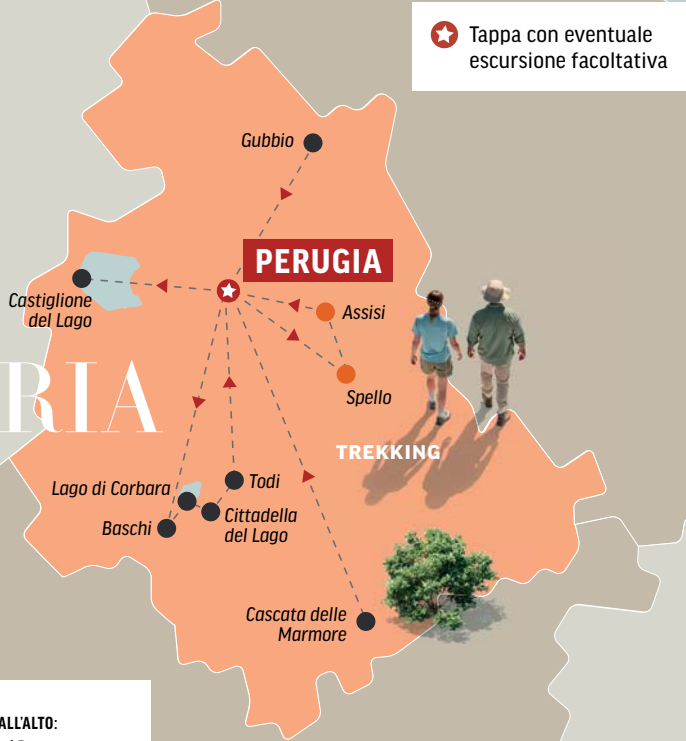 Tappa con eventuale
escursione facoltativa
Gubbio
PERUGIA
Castiglione
del Lago
Assisi
Spello
RIA
TREKKING
Lago di Corbara
Todi
Baschi
Cittadella
del Lago
Cascata delle
Marmore
ALL'ALTO: